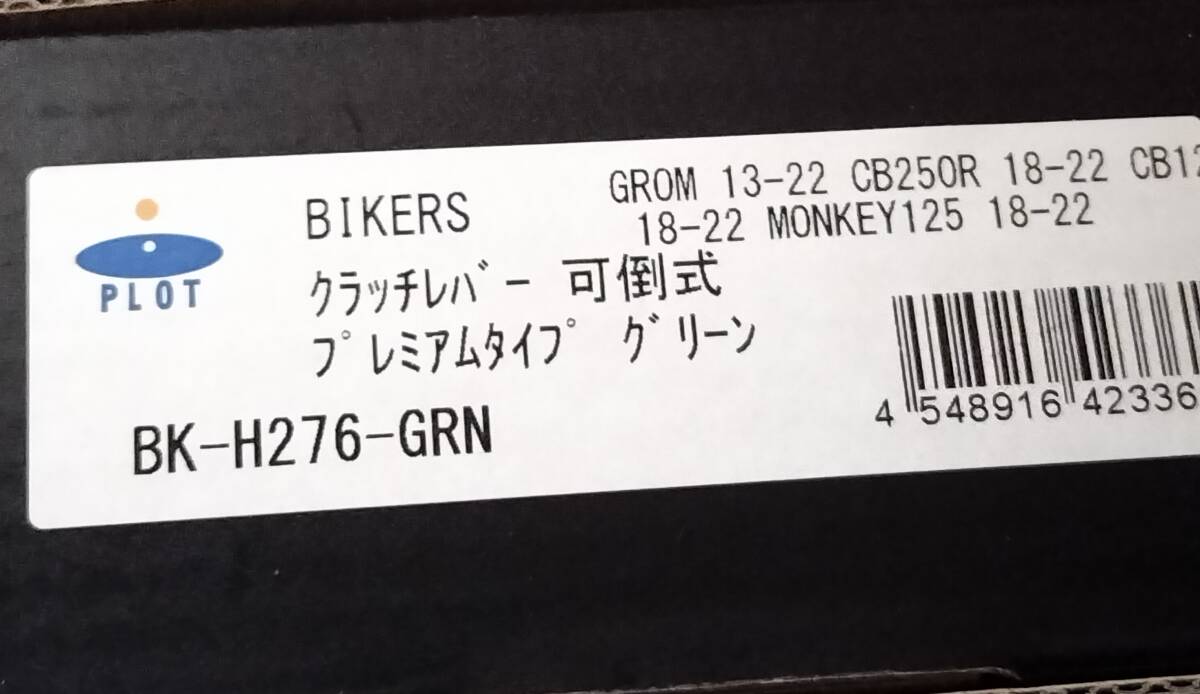 PLOT
BIKERS
GROM 13-22 CB250R 18-22
18-22 MONKEY125 18-22
クラッチレバー 可倒式
プレミアムタイプ グリーン
BK-H276-GRN
4 548916 42336